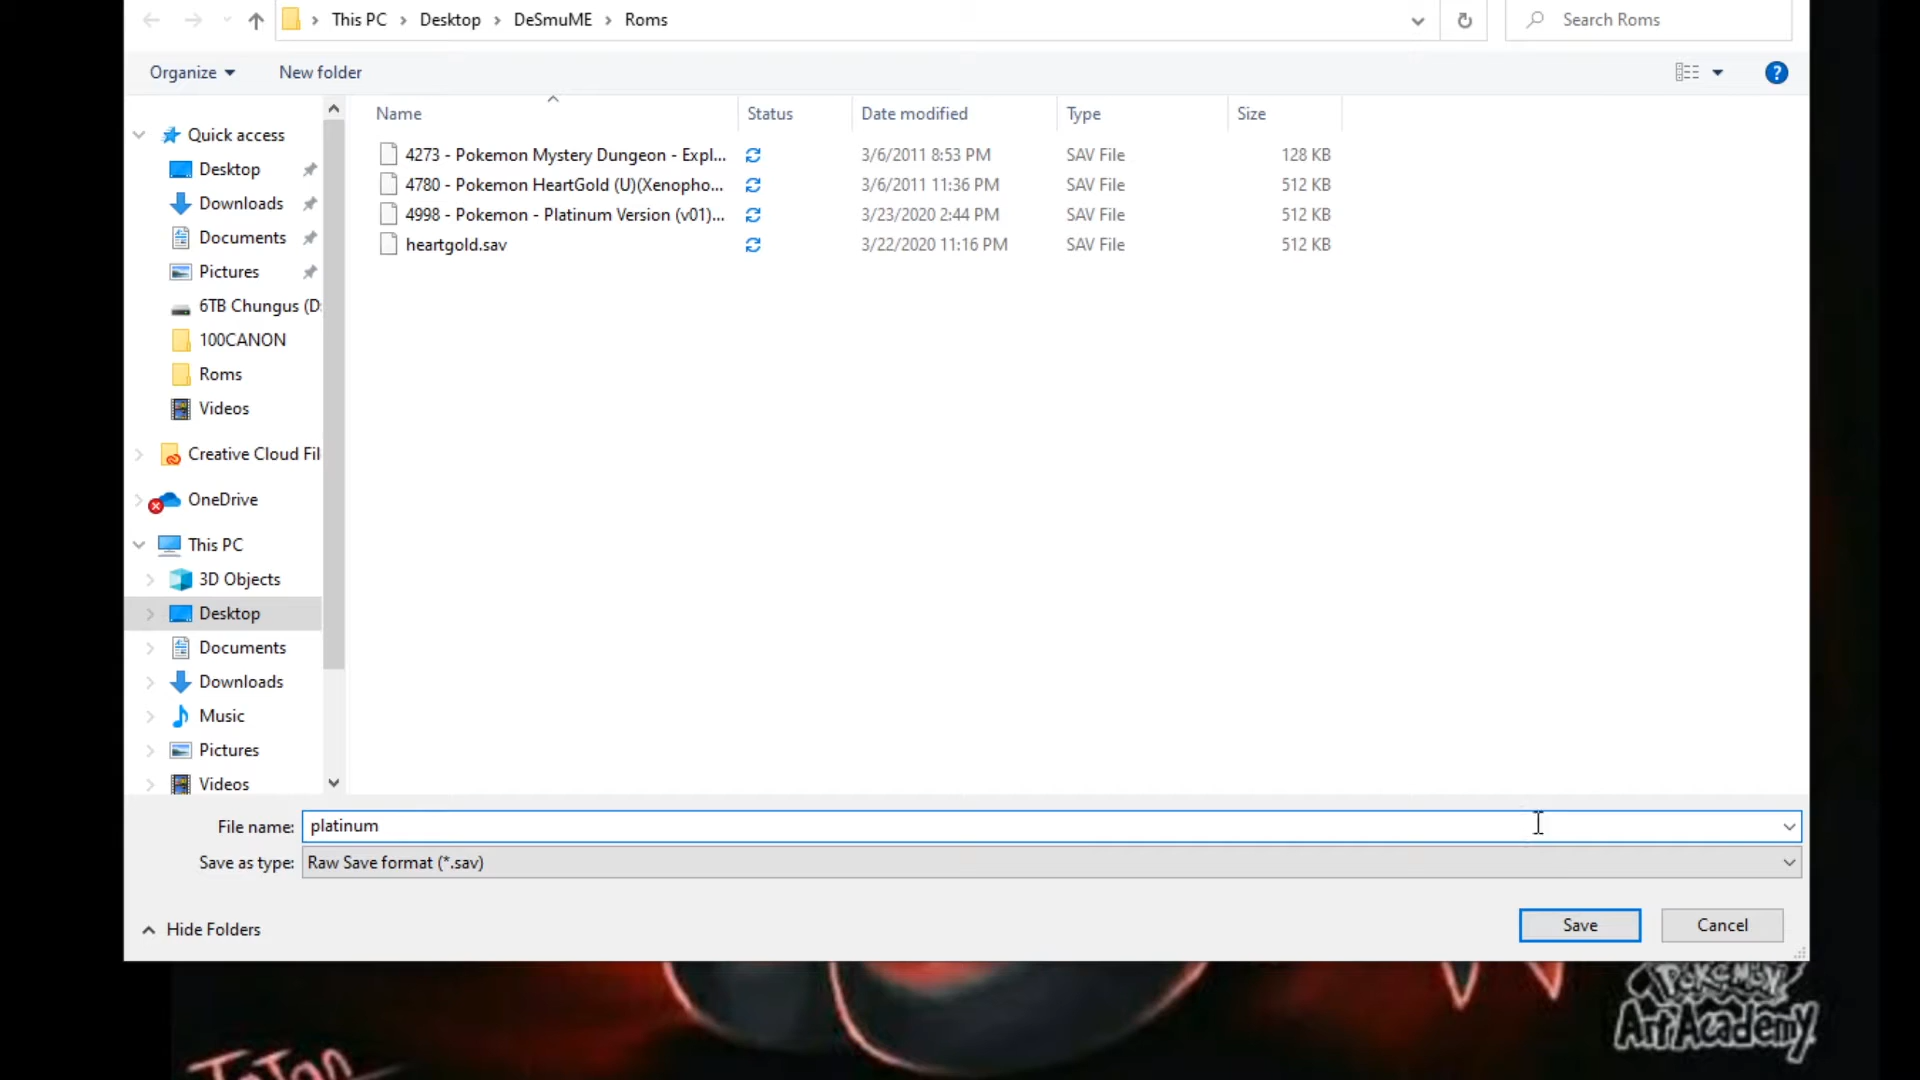 This PC > Desktop > DeSmuME > Roms
Search Roms
Organize
New folder
?
Name Status Date modified Type Size
4273 - Pokemon Mystery Dungeon - Expl... 3/6/2011 8:53 PM SAV File 128 KB
4780 - Pokemon HeartGold (U)(Xenopho... 3/6/2011 11:36 PM SAV File 512 KB
4998 - Pokemon - Platinum Version (v01)... 3/23/2020 2:44 PM SAV File 512 KB
heartgold.sav 3/22/2020 11:16 PM SAV File 512 KB
Quick access
Desktop
Downloads
Documents
Pictures
6TB Chungus (D
100CANON
Roms
Videos
Creative Cloud Fil
OneDrive
This PC
3D Objects
Desktop
Documents
Downloads
Music
Pictures
Videos
File name: platinum
Save as type: Raw Save format (*.sav)
Hide Folders
Save
Cancel
Pokémon
Art Academy